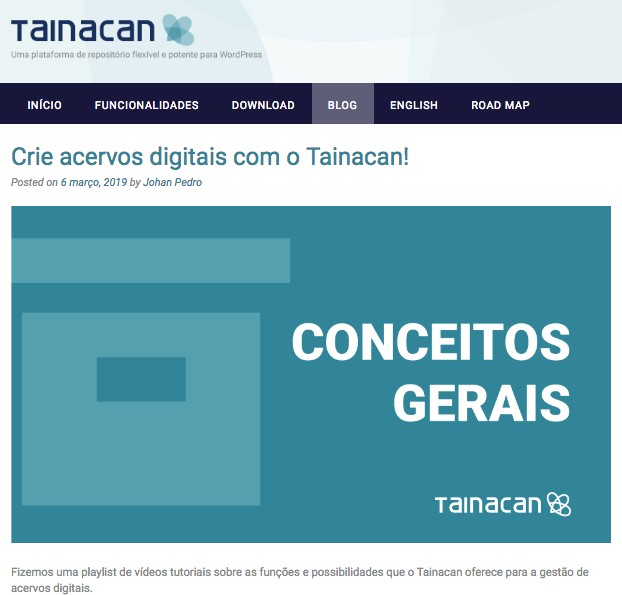 TAINACAN
Uma plataforma de repositório flexível e potente para WordPress
INÍCIO FUNCIONALIDADES DOWNLOAD BLOG ENGLISH ROAD MAP
Crie acervos digitais com o Tainacan!
Posted on 6 março, 2019 by Johan Pedro
CONCEITOS
GERAIS
TAINACAN
Fizemos uma playlist de vídeos tutoriais sobre as funções e possibilidades que o Tainacan oferece para a gestão de
acervos digitais.